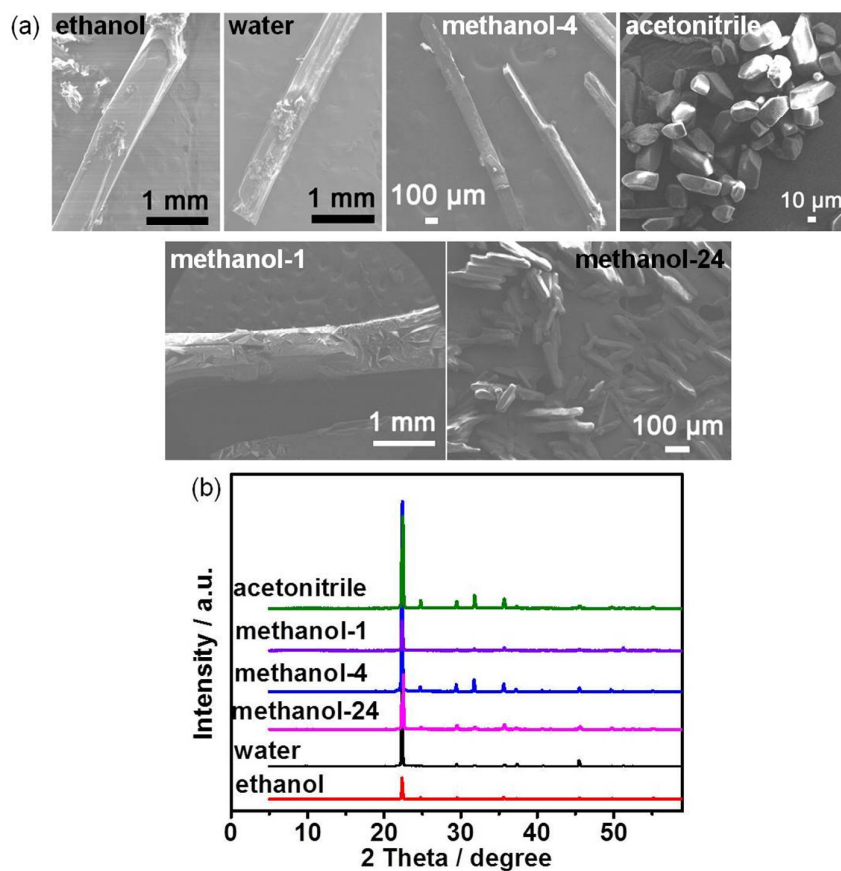 (a)
ethanol
water
methanol-4
acetonitrile
1 mm
1 mm
100 µm
10 µm
methanol-1
methanol-24
1 mm
100 µm
(b)
Intensity / a.u.
acetonitrile
methanol-1
methanol-4
methanol-24
water
ethanol
0 10 20 30 40 50
2 Theta / degree